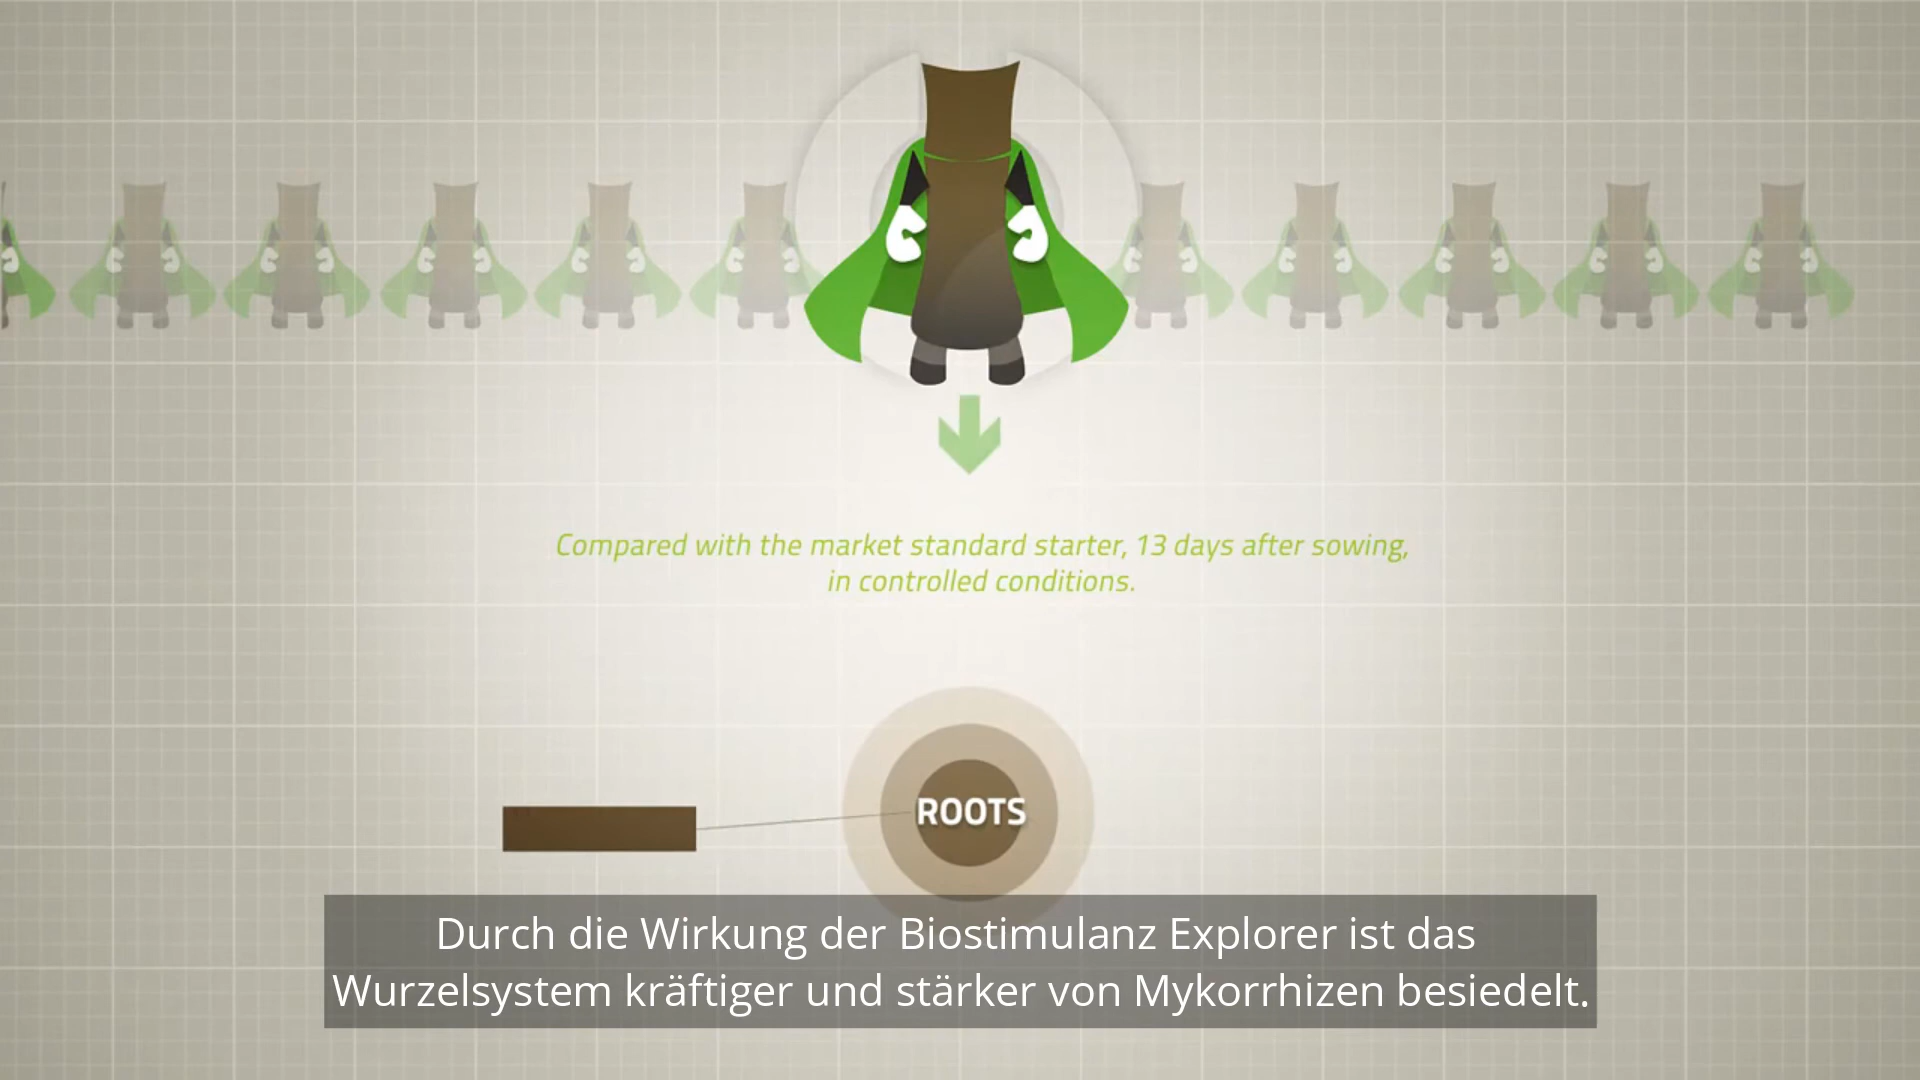 Compared with the market standard starter, 13 days after sowing,
in controlled conditions.
ROOTS
Durch die Wirkung der Biostimulanz Explorer ist das
Wurzelsystem kräftiger und stärker von Mykorrhizen besiedelt.